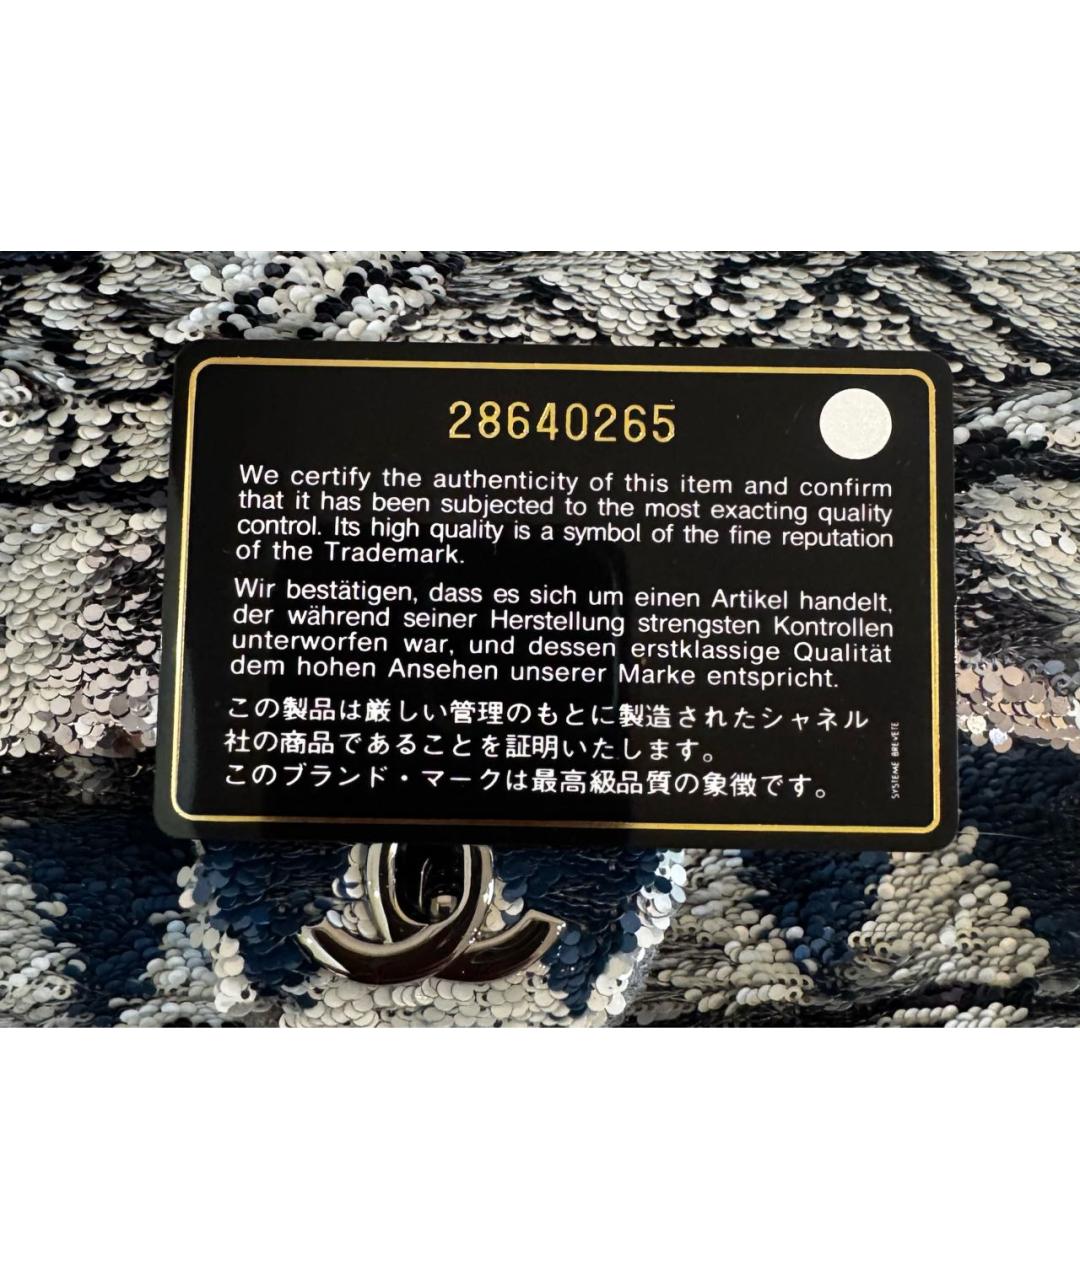 28640265
We certify the authenticity of this item and confirm
that it has been subjected to the most exacting quality
control. Its high quality is a symbol of the fine reputation
of the Trademark.
Wir bestätigen, dass es sich um einen Artikel handelt,
der während seiner Herstellung strengsten Kontrollen
unterworfen war, und dessen erstklassige Qualität
dem hohen Ansehen unserer Marke entspricht.
この製品は厳しい管理のもとに製造されたシャネル
社の商品であることを証明いたします。
このブランド・マークは最高級品質の象徴です。
SYSTEME BREVETE